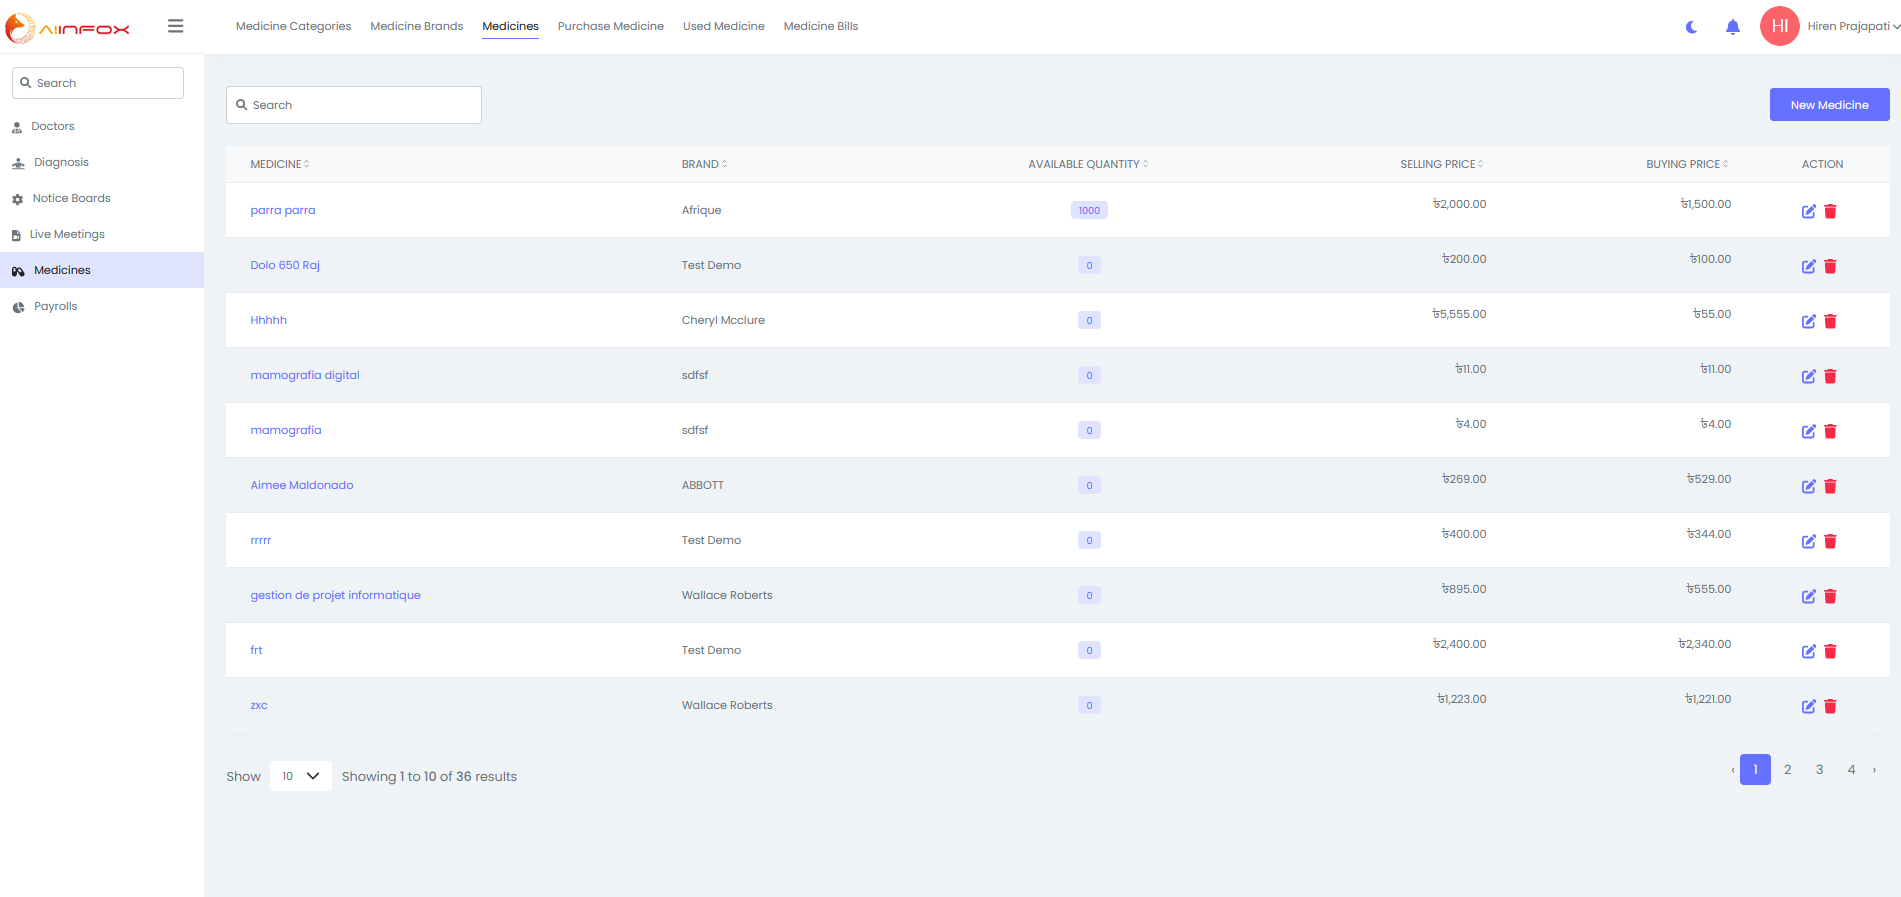 AIINFOX
Medicine Categories Medicine Brands Medicines Purchase Medicine Used Medicine Medicine Bills
HI Hiren Prajapati
Search
Doctors
Diagnosis
Notice Boards
Live Meetings
Medicines
Payrolls
Search
New Medicine
MEDICINE BRAND AVAILABLE QUANTITY SELLING PRICE BUYING PRICE ACTION
parra parra Afrique 1000 ৳2,000.00 ৳1,500.00
Dolo 650 Raj Test Demo 0 ৳200.00 ৳100.00
Hhhhh Cheryl Mcclure 0 ৳5,555.00 ৳55.00
mamografia digital sdfsf 0 ৳11.00 ৳11.00
mamografia sdfsf 0 ৳4.00 ৳4.00
Aimee Maldonado ABBOTT 0 ৳269.00 ৳529.00
rrrrr Test Demo 0 ৳400.00 ৳344.00
gestion de projet informatique Wallace Roberts 0 ৳895.00 ৳555.00
frt Test Demo 0 ৳2,400.00 ৳2,340.00
zxc Wallace Roberts 0 ৳1,223.00 ৳1,221.00
Show 10 Showing 1 to 10 of 36 results
‹ 1 2 3 4 ›